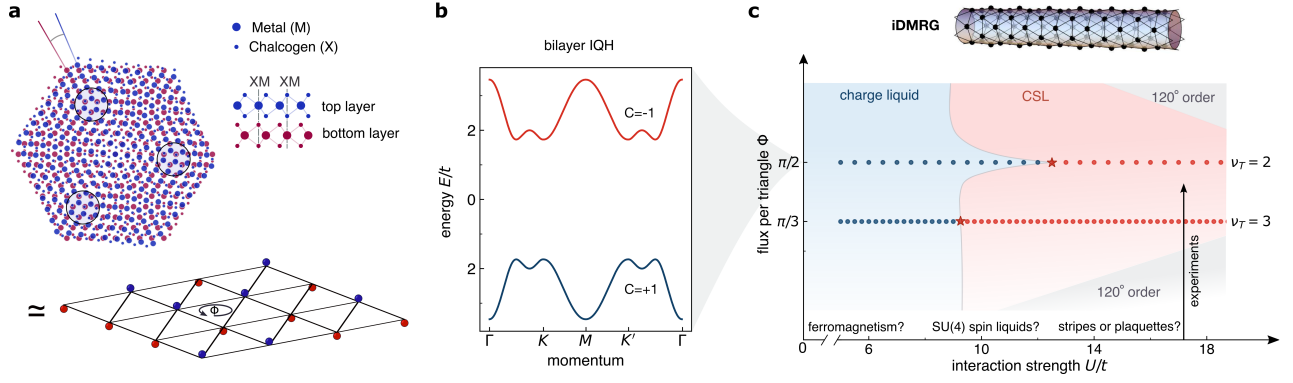 a
Metal (M)
Chalcogen (X)
XM XM
top layer
bottom layer
≃
Φ
b
bilayer IQH
energy E/t
2
0
2
C=-1
C=+1
Γ K M K′ Γ
momentum
c
iDMRG
flux per triangle Φ
π/2
π/3
charge liquid
CSL
120° order
ν_T = 2
ν_T = 3
120° order
experiments
ferromagnetism? SU(4) spin liquids? stripes or plaquettes?
0 6 10 14 18
interaction strength U/t